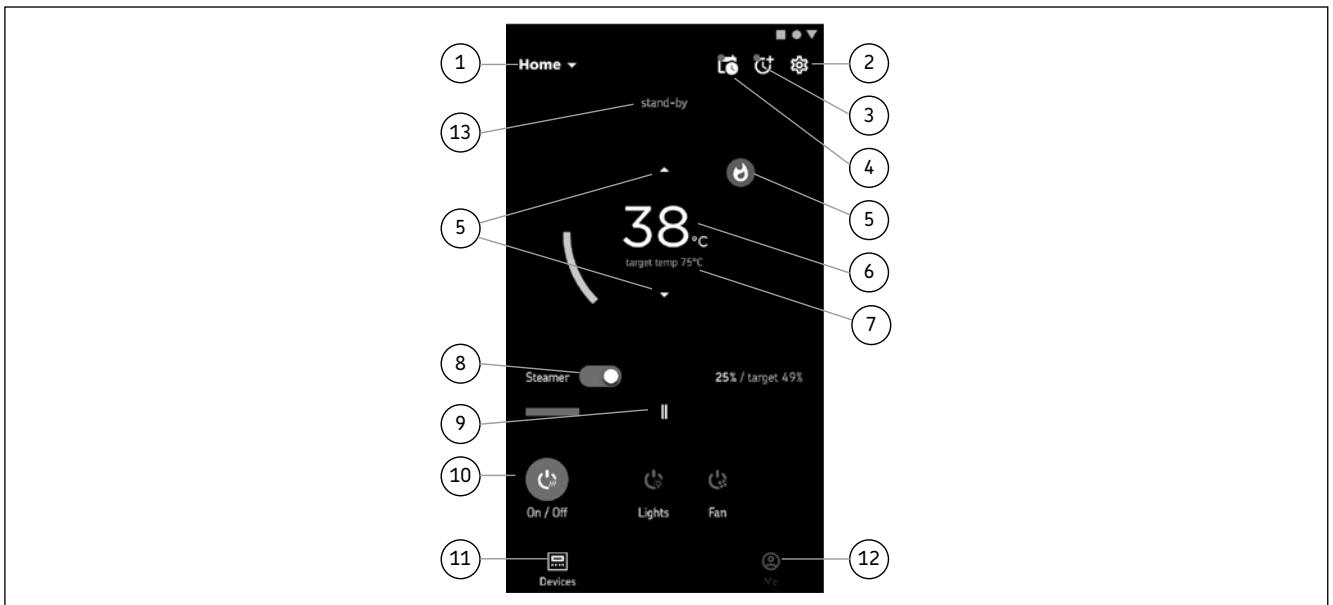 1
Home
2
3
stand-by
13
4
5
5
38°C
target temp 75°C
6
7
8
Steamer
25% / target 49%
9
10
On / Off
Lights
Fan
11
12
Devices
Me